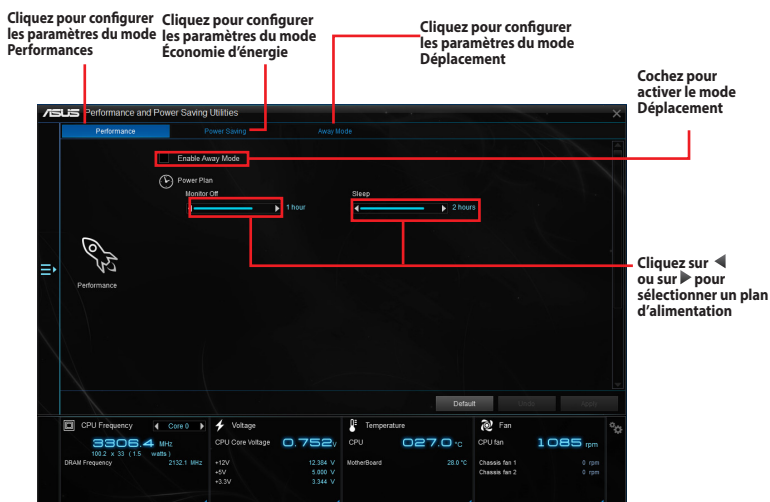 Cliquez pour configurer
les paramètres du mode
Performances
Cliquez pour configurer
les paramètres du mode
Économie d'énergie
Cliquez pour configurer
les paramètres du mode
Déplacement
Cochez pour
activer le mode
Déplacement
ASUS Performance and Power Saving Utilities
Performance Power Saving Away Mode
Enable Away Mode
Power Plan
Monitor Off Sleep
1 hour 2 hours
Performance
Cliquez sur ◀
ou sur ▶ pour
sélectionner un plan
d'alimentation
Default Undo Apply
CPU Frequency Core 0
3306.4 MHz
100.2 x 33 ( 1.5 watts )
DRAM Frequency 2132.1 MHz
Voltage
CPU Core Voltage 0.752 V
+12V 12.384 V
+5V 5.000 V
+3.3V 3.344 V
Temperature
CPU 027.0 °C
MotherBoard 28.0 °C
Fan
CPU fan 1085 rpm
Chassis fan 1 0 rpm
Chassis fan 2 0 rpm